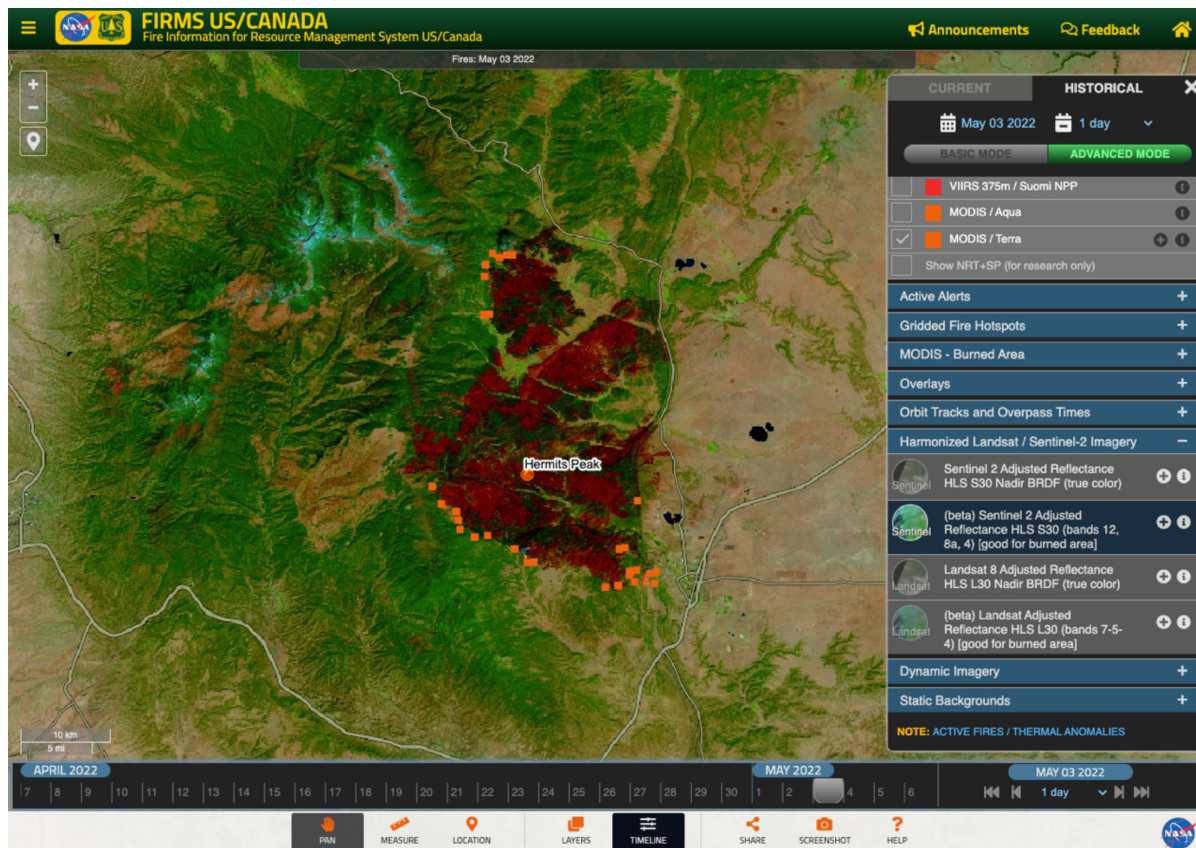 NASA
FIRMS US/CANADA
Fire Information for Resource Management System US/Canada
Announcements
Feedback
Fires: May 03 2022
+
−
CURRENT
HISTORICAL
May 03 2022
1 day
BASIC MODE
ADVANCED MODE
VIIRS 375m / Suomi NPP
MODIS / Aqua
MODIS / Terra
Show NRT+SP (for research only)
Active Alerts
Gridded Fire Hotspots
MODIS - Burned Area
Overlays
Orbit Tracks and Overpass Times
Harmonized Landsat / Sentinel-2 Imagery
Sentinel
Sentinel 2 Adjusted Reflectance
HLS S30 Nadir BRDF (true color)
Sentinel
(beta) Sentinel 2 Adjusted
Reflectance HLS S30 (bands 12,
8a, 4) [good for burned area]
Landsat
Landsat 8 Adjusted Reflectance
HLS L30 Nadir BRDF (true color)
Landsat
(beta) Landsat Adjusted
Reflectance HLS L30 (bands 7-5-
4) [good for burned area]
Dynamic Imagery
Static Backgrounds
NOTE: ACTIVE FIRES / THERMAL ANOMALIES
Hermits Peak
10 km
5 mi
APRIL 2022
MAY 2022
MAY 03 2022
7 8 9 10 11 12 13 14 15 16 17 18 19 20 21 22 23 24 25 26 27 28 29 30 1 2 4 5 6
1 day
PAN
MEASURE
LOCATION
LAYERS
TIMELINE
SHARE
SCREENSHOT
HELP
NASA